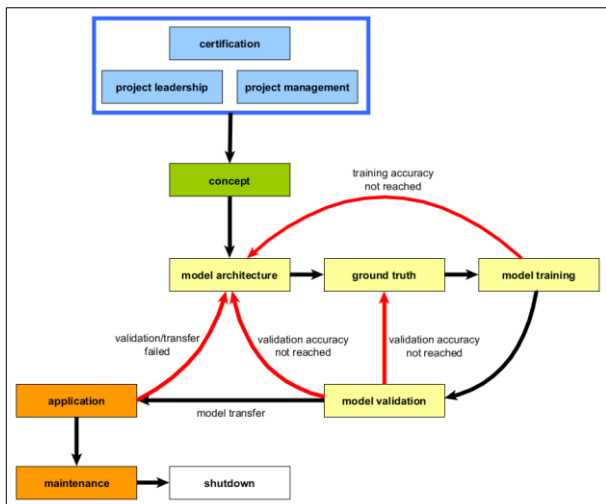 certification
project leadership
project management
concept
training accuracy
not reached
model architecture
ground truth
model training
validation/transfer
failed
validation accuracy
not reached
validation accuracy
not reached
application
model transfer
model validation
maintenance
shutdown